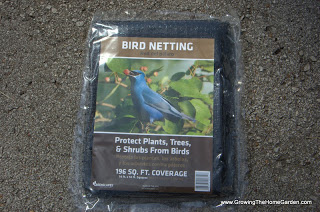 BIRD NETTING
Protect Plants, Trees,
& Shrubs From Birds
196 SQ. FT. COVERAGE
www.GrowingTheHomeGarden.com